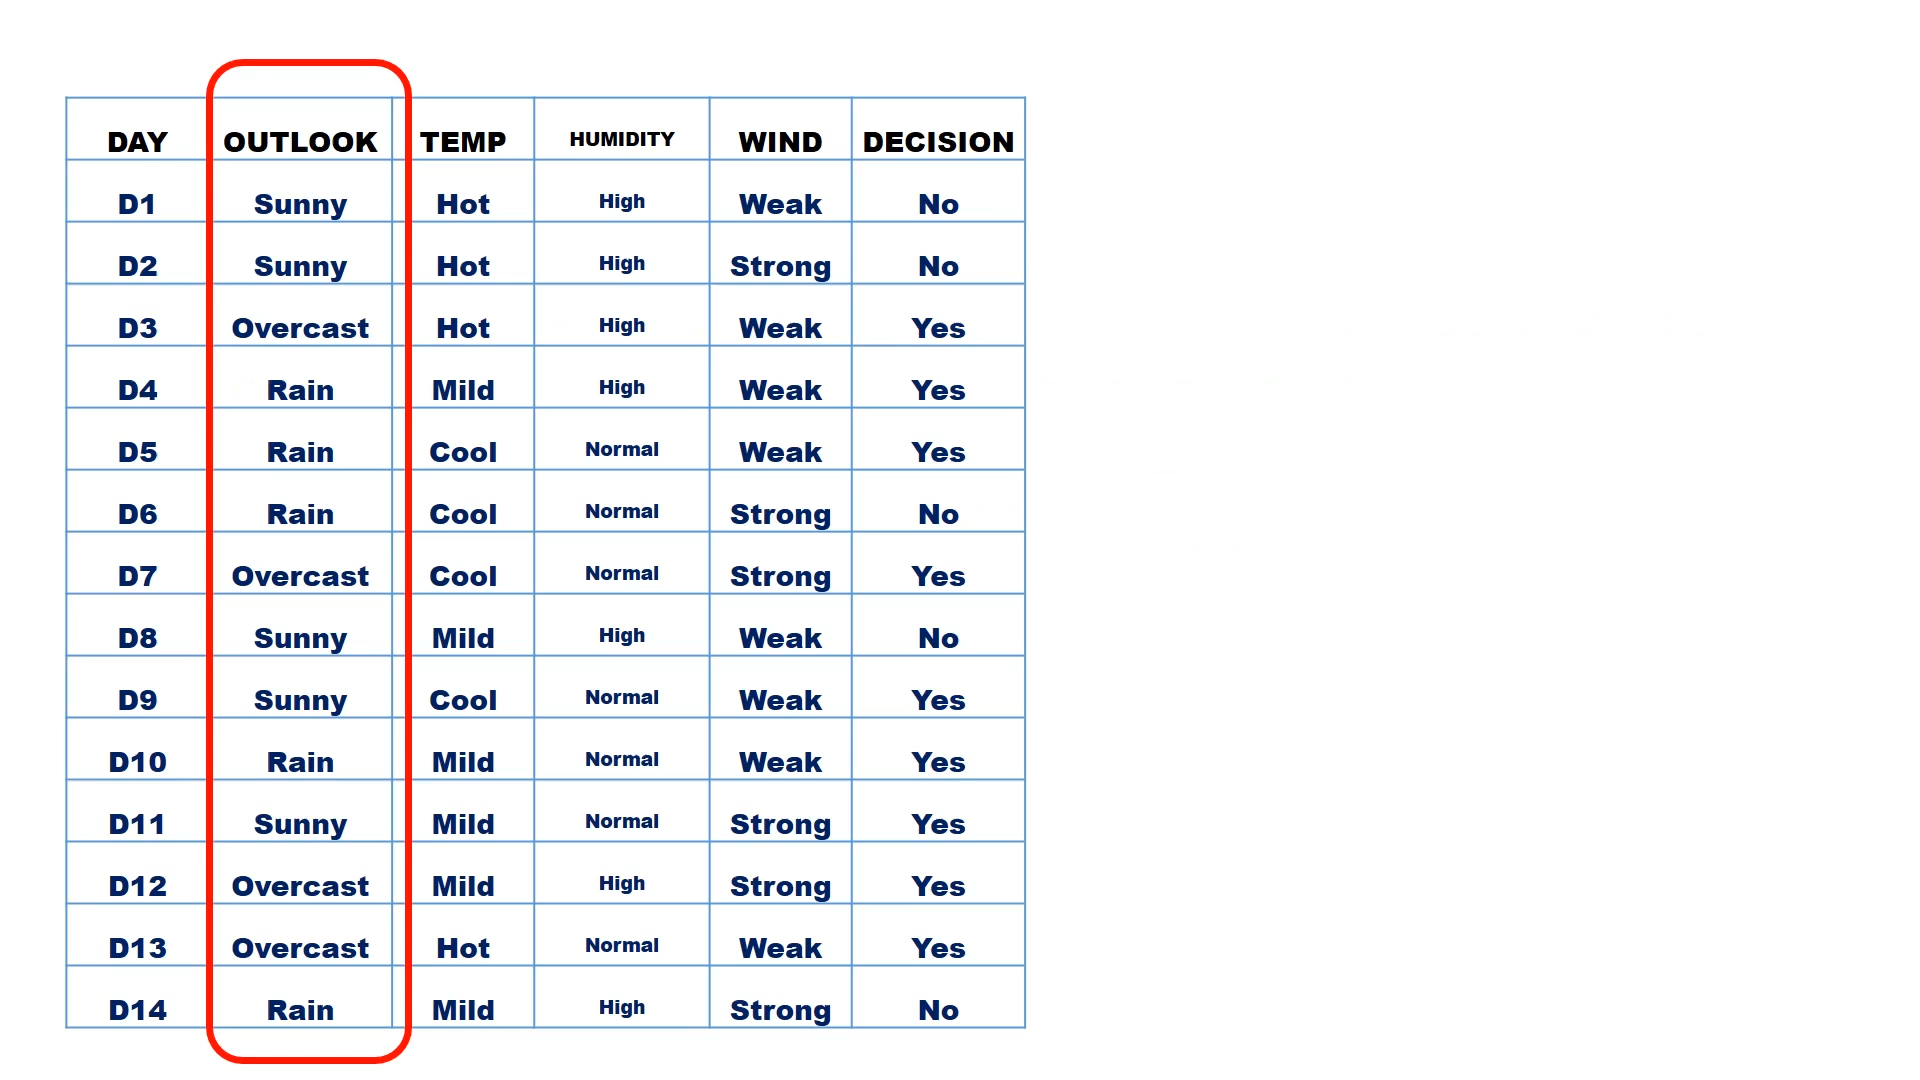 DAY OUTLOOK TEMP HUMIDITY WIND DECISION
D1 Sunny Hot High Weak No
D2 Sunny Hot High Strong No
D3 Overcast Hot High Weak Yes
D4 Rain Mild High Weak Yes
D5 Rain Cool Normal Weak Yes
D6 Rain Cool Normal Strong No
D7 Overcast Cool Normal Strong Yes
D8 Sunny Mild High Weak No
D9 Sunny Cool Normal Weak Yes
D10 Rain Mild Normal Weak Yes
D11 Sunny Mild Normal Strong Yes
D12 Overcast Mild High Strong Yes
D13 Overcast Hot Normal Weak Yes
D14 Rain Mild High Strong No